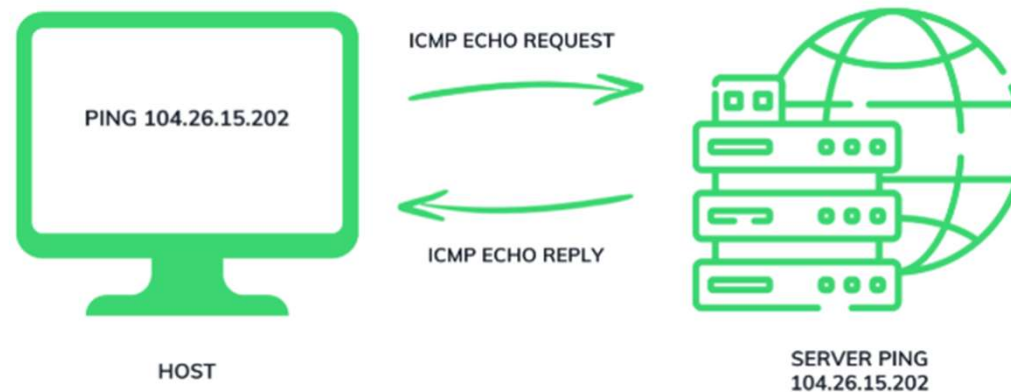 ICMP ECHO REQUEST
PING 104.26.15.202
ICMP ECHO REPLY
HOST
SERVER PING
104.26.15.202